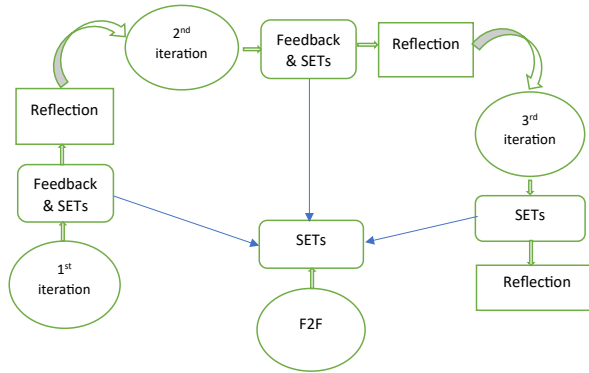 2nd
iteration
Feedback
& SETs
Reflection
Reflection
3rd
iteration
Feedback
& SETs
SETs
SETs
1st
iteration
Reflection
F2F